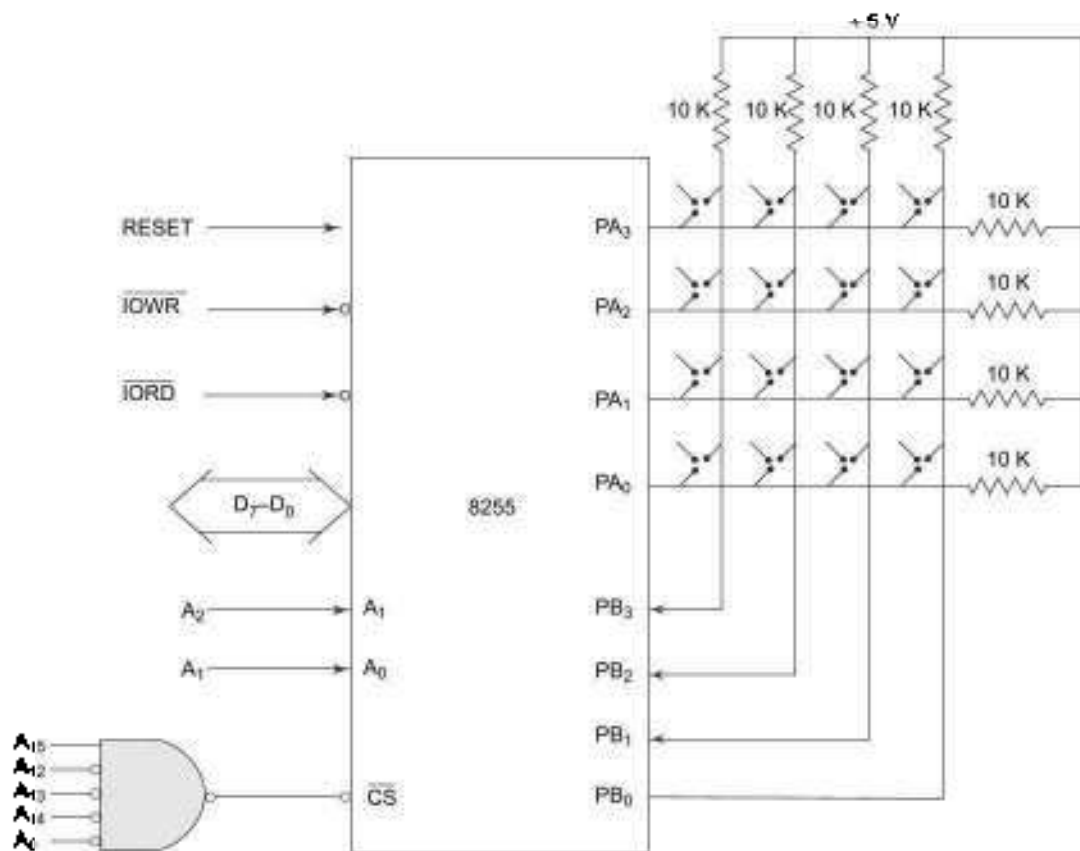 + 5 V
10 K 10 K 10 K 10 K
RESET
PA₃
10 K
IOWR
PA₂
10 K
IORD
PA₁
10 K
D₇–D₀
8255
PA₀
10 K
A₂ A₁
PB₃
A₁ A₀
PB₂
PB₁
A₁₅
A₁₂
A₁₃
CS
PB₀
A₁₄